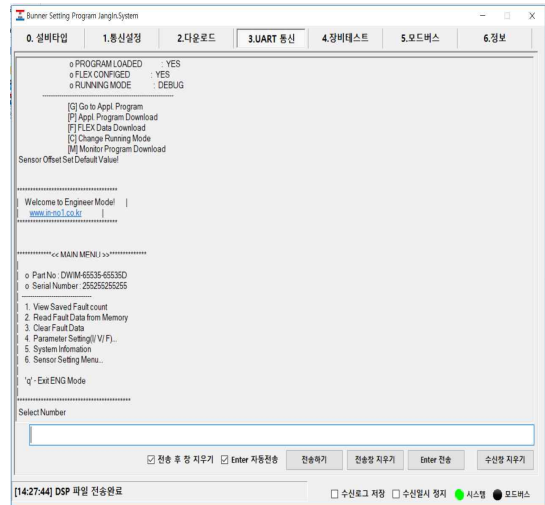 Bunner Setting Program JangIn.System
0. 설비타입 1.통신설정 2.다운로드 3.UART 통신 4.장비테스트 5.모드버스 6.정보
o PROGRAM LOADED : YES
o FLEX CONFIGED : YES
o RUNNING MODE : DEBUG
----------------------------------------------------
[G] Go to Appl. Program
[P] Appl. Program Download
[F] FLEX Data Download
[C] Change Running Mode
[M] Monitor Program Download
Sensor Offset Set Default Value!
**************************************
| Welcome to Engineer Mode! |
| www.in-no1.co.kr |
**************************************
*************<< MAIN MENU >>**************
|
| o Part No : DWIM-65535-65535D
| o Serial Number : 255255255255
| ----------------------------
| 1. View Saved Fault count
| 2. Read Fault Data from Memory
| 3. Clear Fault Data
| 4. Parameter Setting(I/ V/ F)...
| 5. System Infomation
| 6. Sensor Setting Menu...
|
| 'q' - Exit ENG Mode
|
*******************************************
Select Number
전송 후 창 지우기 Enter 자동전송 전송하기 전송창 지우기 Enter 전송 수신창 지우기
[14:27:44] DSP 파일 전송완료 수신로그 저장 수신일시 정지 시스템 모드버스